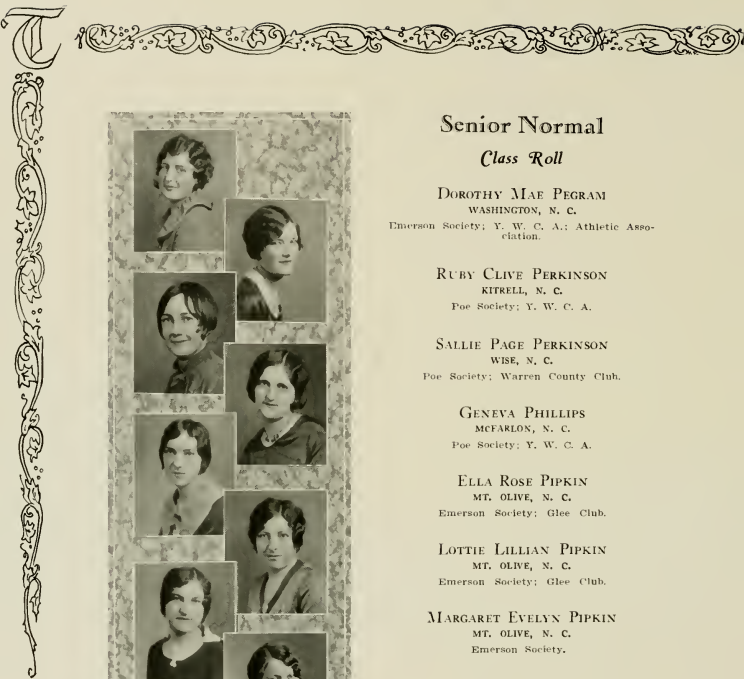 T
Senior Normal
Class Roll
DOROTHY MAE PEGRAM
WASHINGTON, N. C.
Emerson Society; Y. W. C. A.; Athletic Asso-
ciation.
RUBY CLIVE PERKINSON
KITRELL, N. C.
Poe Society; Y. W. C. A.
SALLIE PAGE PERKINSON
WISE, N. C.
Poe Society; Warren County Club.
GENEVA PHILLIPS
MCFARLON, N. C.
Poe Society; Y. W. C. A.
ELLA ROSE PIPKIN
MT. OLIVE, N. C.
Emerson Society; Glee Club.
LOTTIE LILLIAN PIPKIN
MT. OLIVE, N. C.
Emerson Society; Glee Club.
MARGARET EVELYN PIPKIN
MT. OLIVE, N. C.
Emerson Society.